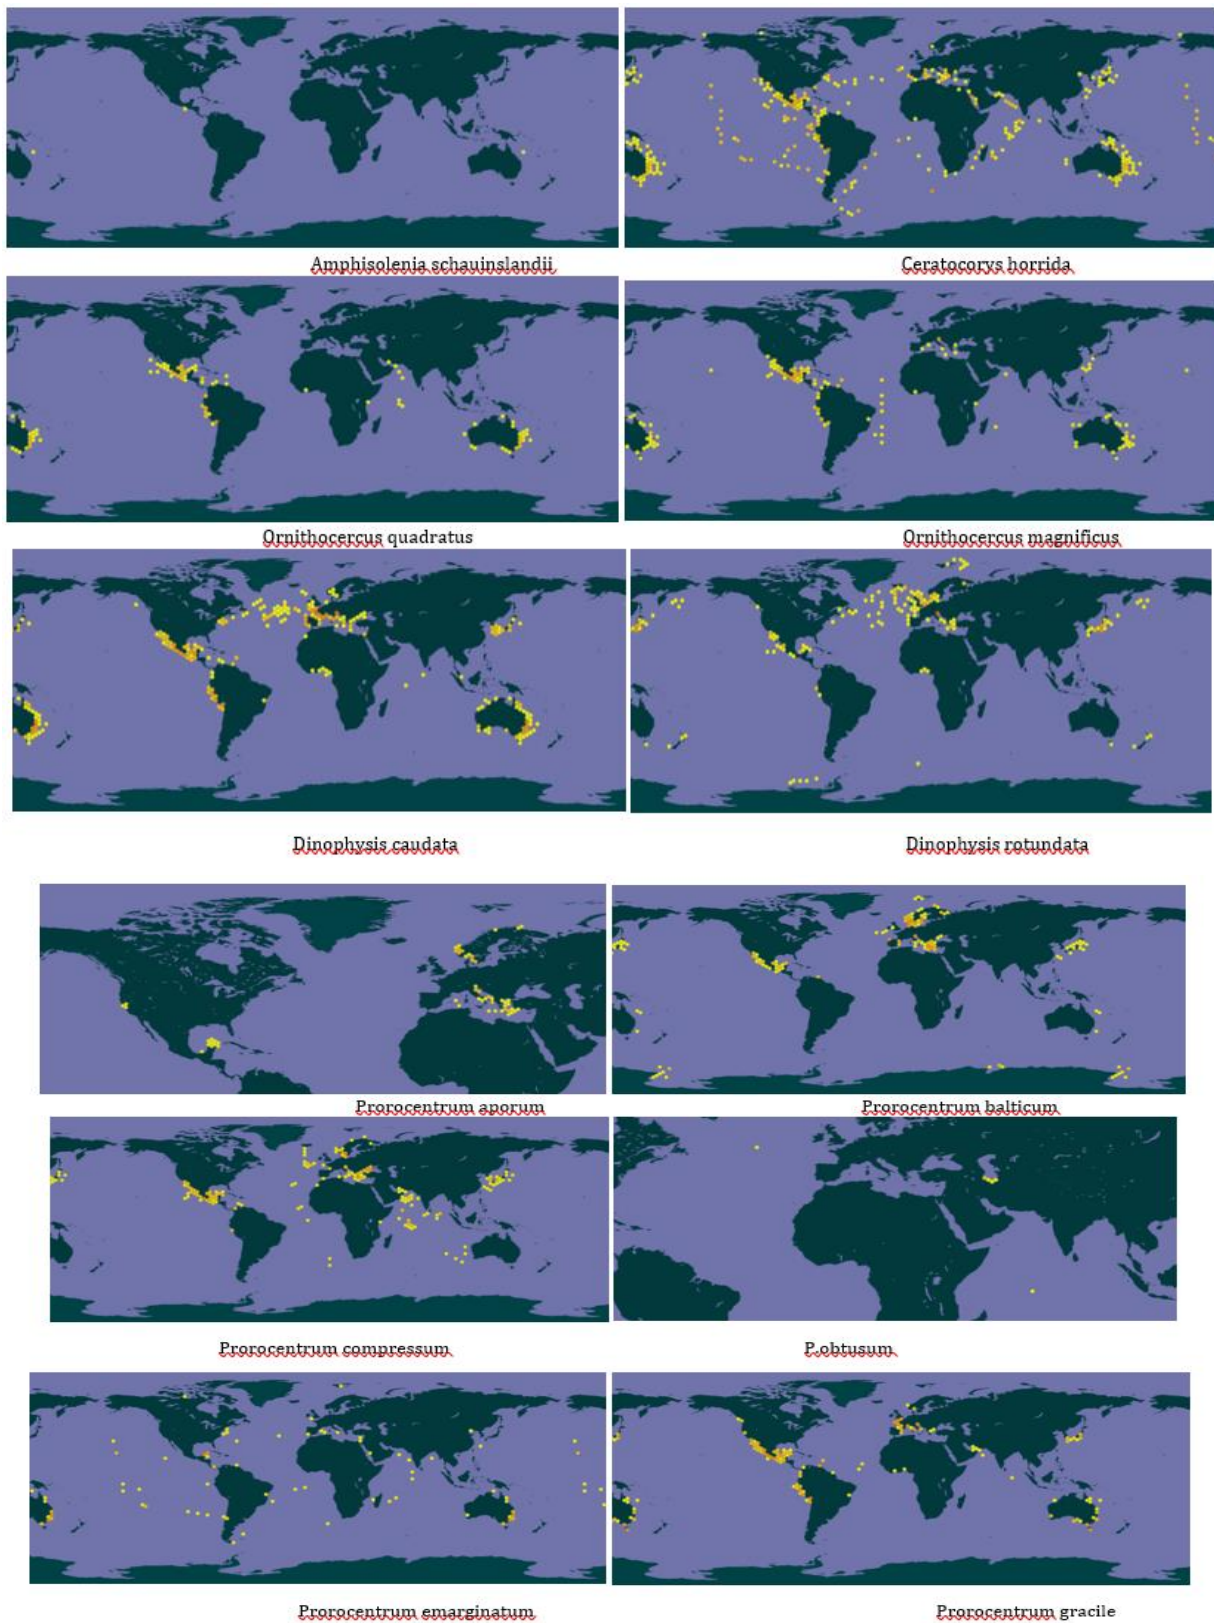 Amphisolenia schauinslandii
Ceratocorys horrida
Ornithocercus quadratus
Ornithocercus magnificus
Dinophysis caudata
Dinophysis rotundata
Prorocentrum aporum
Prorocentrum balticum
Prorocentrum compressum
P.obtusum
Prorocentrum emarginatum
Prorocentrum gracile